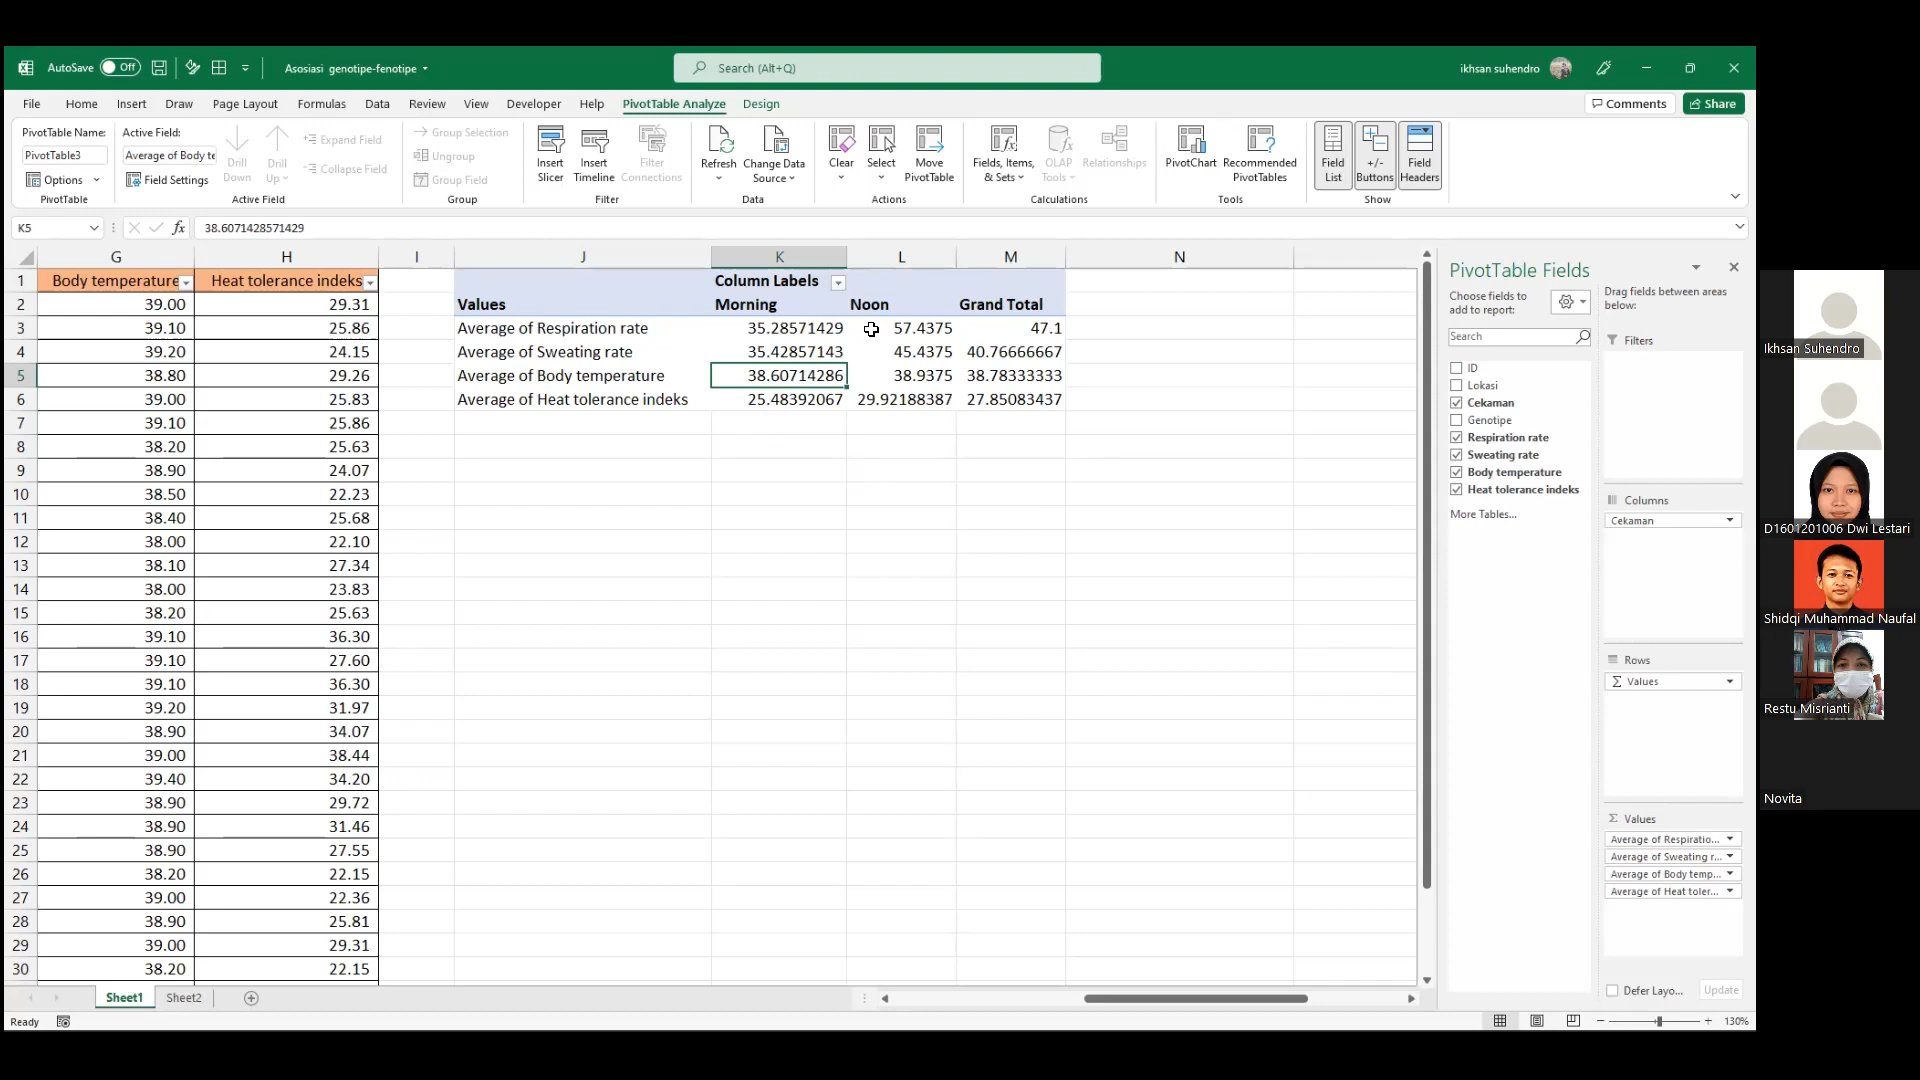 AutoSave Off Asosiasi genotipe-fenotipe Search (Alt+Q) ikhsan suhendro
File Home Insert Draw Page Layout Formulas Data Review View Developer Help PivotTable Analyze Design Comments Share
PivotTable Name: Active Field:
PivotTable3 Average of Body te
Options Field Settings
Drill Down
Drill Up
Expand Field
Collapse Field
Group Selection
Ungroup
Group Field
Insert Slicer
Insert Timeline
Filter Connections
Refresh
Change Data Source
Clear
Select
Move PivotTable
Fields, Items, & Sets
OLAP Tools
Relationships
PivotChart
Recommended PivotTables
Field List
+/- Buttons
Field Headers
PivotTable Active Field Group Filter Data Actions Calculations Tools Show
K5 fx 38.6071428571429
G H I J K L M N
1 Body temperature Heat tolerance indeks Column Labels
2 39.00 29.31 Values Morning Noon Grand Total
3 39.10 25.86 Average of Respiration rate 35.28571429 57.4375 47.1
4 39.20 24.15 Average of Sweating rate 35.42857143 45.4375 40.76666667
5 38.80 29.26 Average of Body temperature 38.60714286 38.9375 38.78333333
6 39.00 25.83 Average of Heat tolerance indeks 25.48392067 29.92188387 27.85083437
7 39.10 25.86
8 38.20 25.63
9 38.90 24.07
10 38.50 22.23
11 38.40 25.68
12 38.00 22.10
13 38.10 27.34
14 38.00 23.83
15 38.20 25.63
16 39.10 36.30
17 39.10 27.60
18 39.10 36.30
19 39.20 31.97
20 38.90 34.07
21 39.00 38.44
22 39.40 34.20
23 38.90 29.72
24 38.90 31.46
25 38.90 27.55
26 38.20 22.15
27 39.00 22.36
28 38.90 25.81
29 39.00 29.31
30 38.20 22.15
Sheet1 Sheet2
Ready
130%
PivotTable Fields
Choose fields to add to report:
Search
ID
Lokasi
Cekaman
Genotipe
Respiration rate
Sweating rate
Body temperature
Heat tolerance indeks
More Tables...
Drag fields between areas below:
Filters
Columns
Cekaman
Rows
Σ Values
Σ Values
Average of Respiratio...
Average of Sweating r...
Average of Body temp...
Average of Heat toler...
Defer Layo... Update
Ikhsan Suhendro
D1601201006 Dwi Lestari
Shidqi Muhammad Naufal
Restu Misrianti
Novita